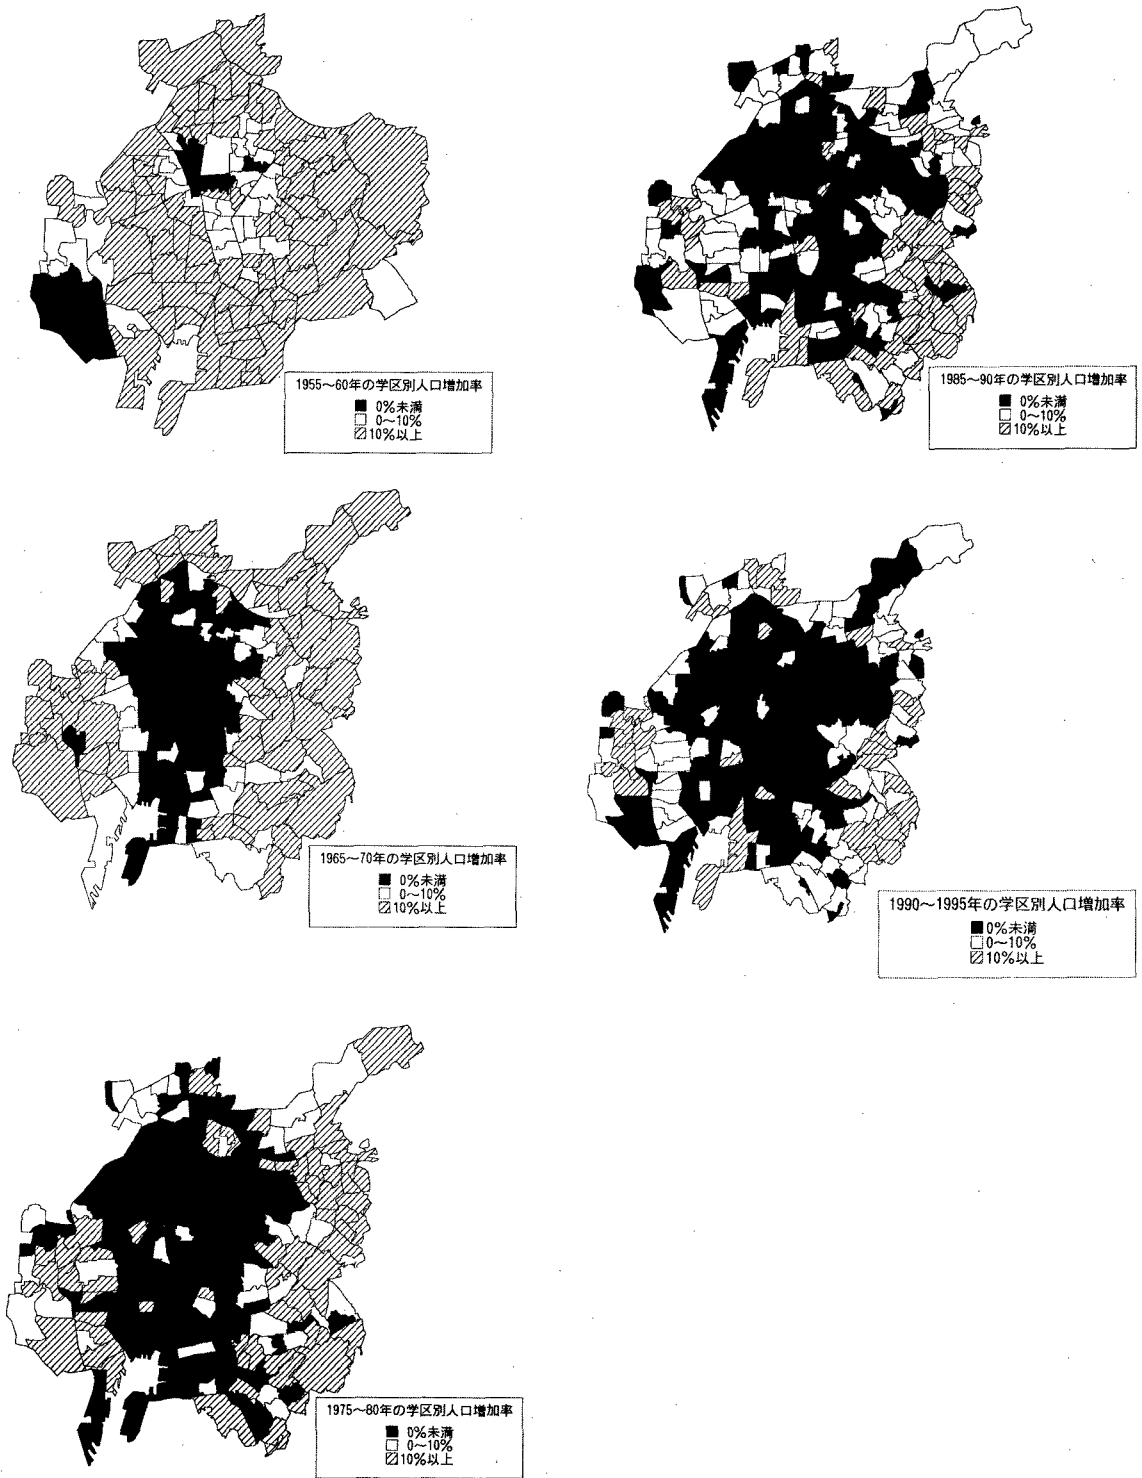 1955~60年の学区別人口増加率
0%未満
0~10%
10%以上
1985~90年の学区別人口増加率
0%未満
0~10%
10%以上
1965~70年の学区別人口増加率
0%未満
0~10%
10%以上
1990~1995年の学区別人口増加率
0%未満
0~10%
10%以上
1975~80年の学区別人口増加率
0%未満
0~10%
10%以上